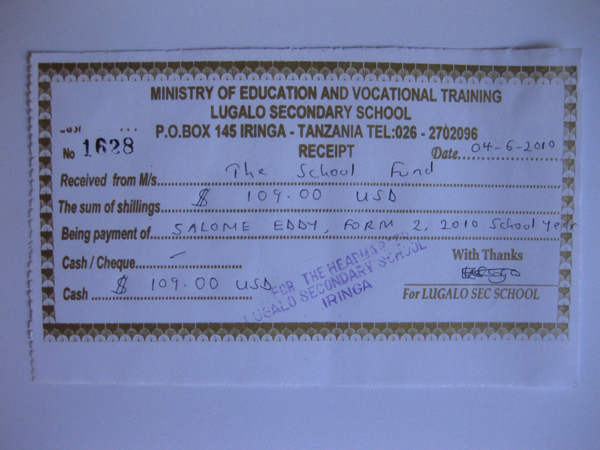 MINISTRY OF EDUCATION AND VOCATIONAL TRAINING
LUGALO SECONDARY SCHOOL
P.O.BOX 145 IRINGA - TANZANIA TEL:026 - 2702096
No 1628 RECEIPT Date 04-6-2010
Received from M/s The School Fund
The sum of shillings $ 109.00 USD
Being payment of SALOME EDDY, FORM 2, 2010 School Year
Cash / Cheque - With Thanks
Cash $ 109.00 USD For LUGALO SEC SCHOOL
FOR THE
LUGALO SECONDARY SCHOOL
IRINGA